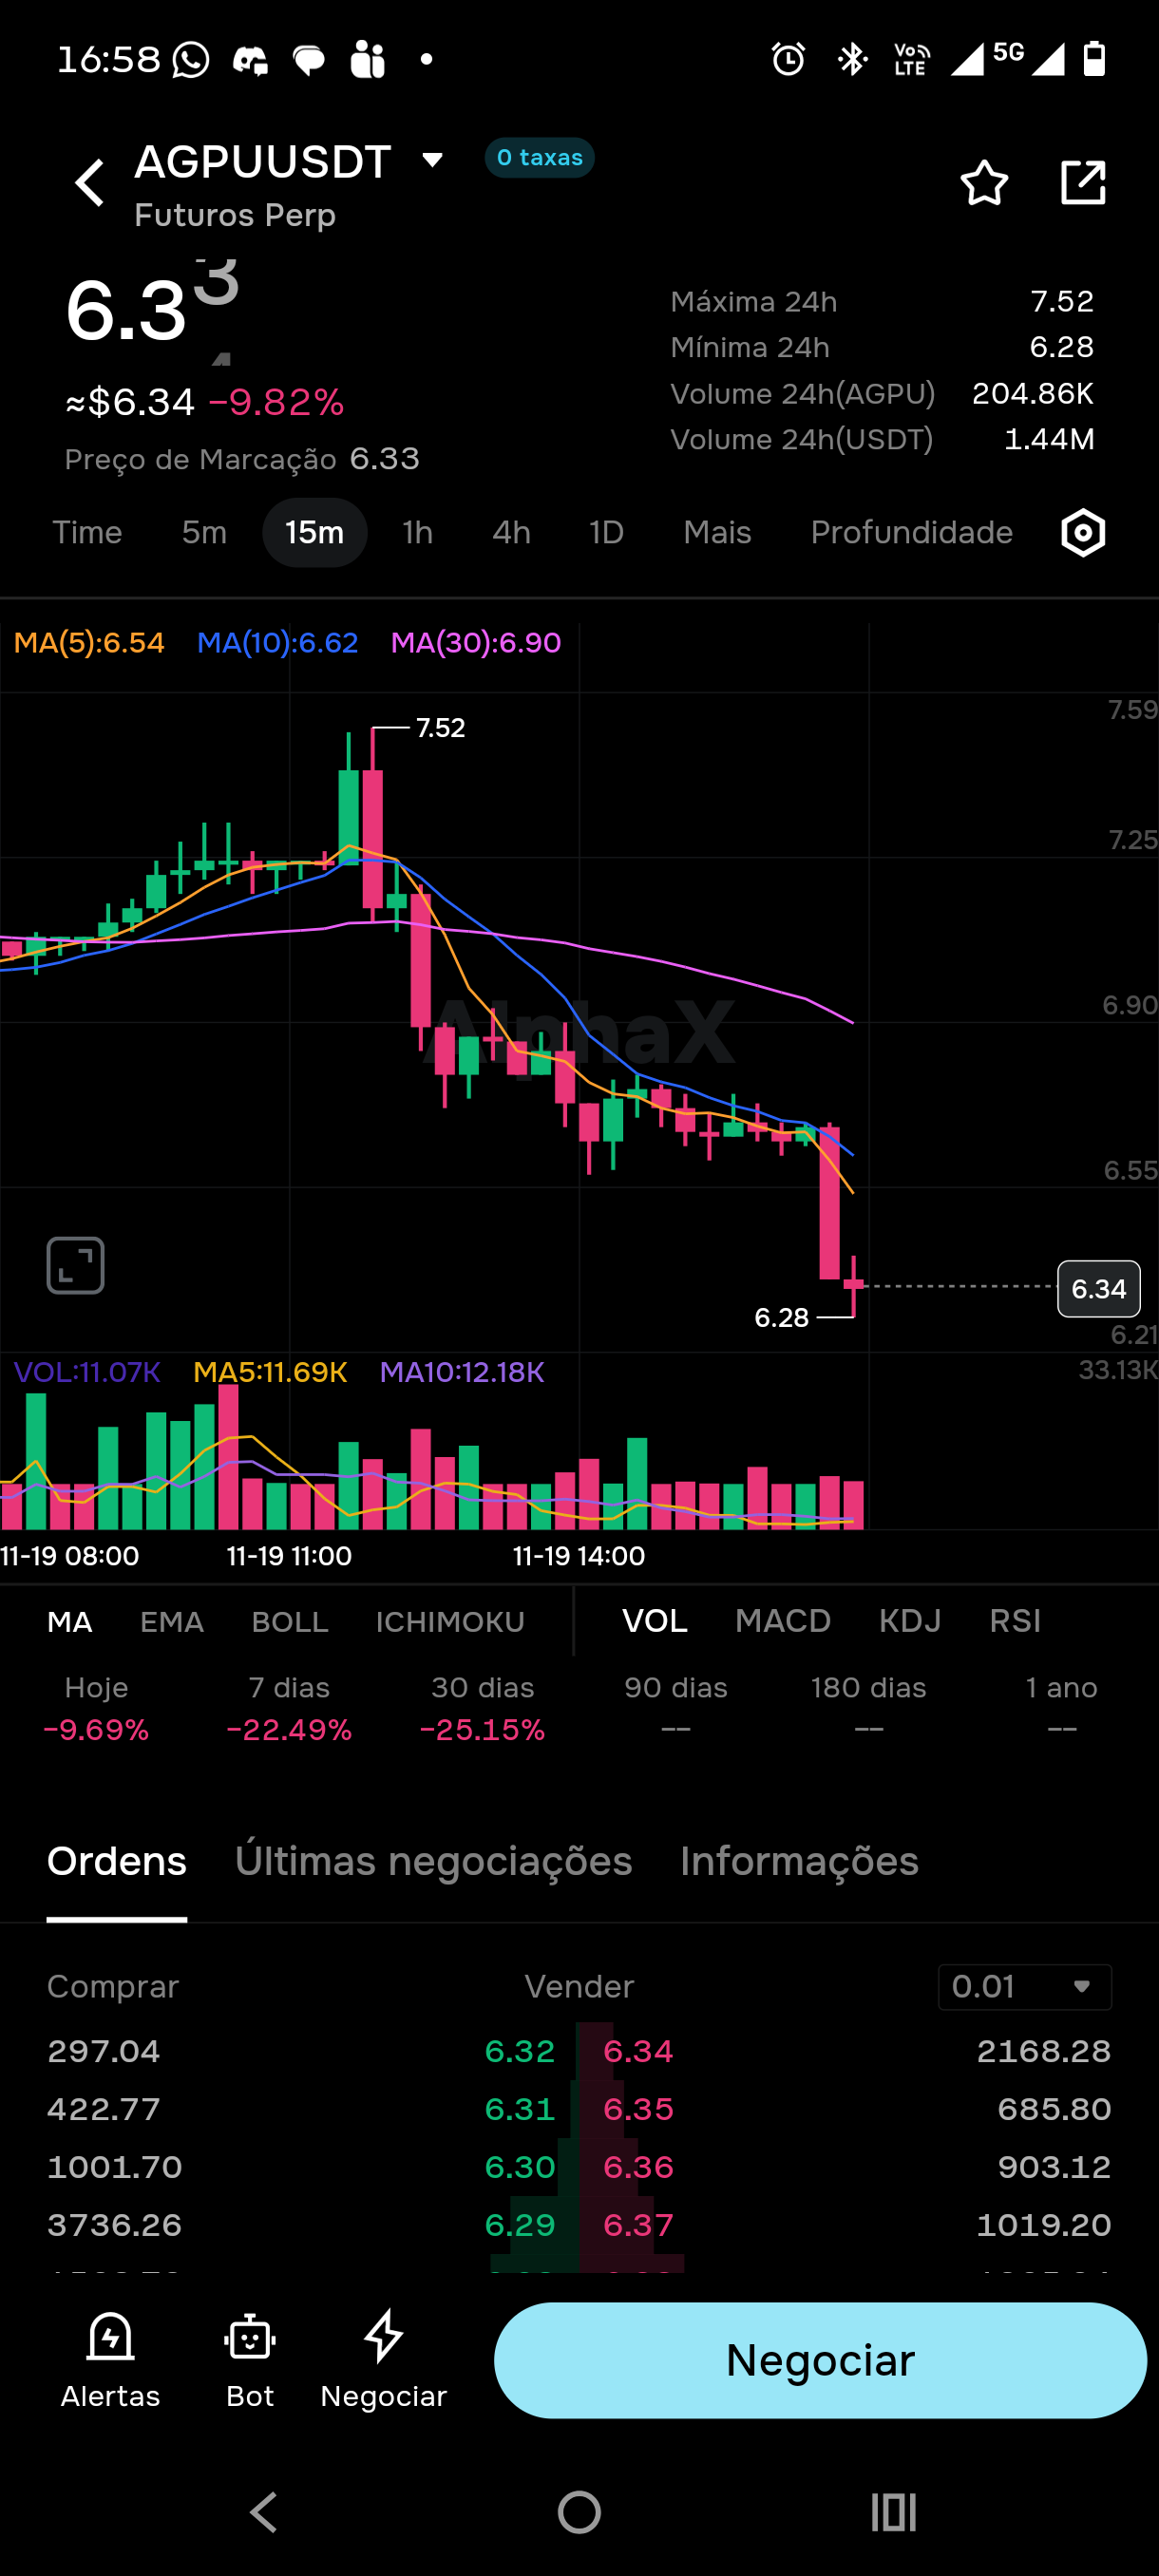 16:58
Vo LTE 5G
AGPUUSDT 0 taxas
Futuros Perp
6.33
≈$6.34 −9.82%
Preço de Marcação 6.33
Máxima 24h 7.52
Mínima 24h 6.28
Volume 24h(AGPU) 204.86K
Volume 24h(USDT) 1.44M
Time 5m 15m 1h 4h 1D Mais Profundidade
MA(5):6.54 MA(10):6.62 MA(30):6.90
7.59
7.52
7.25
6.90
AlphaX
6.55
6.34
6.28
6.21
VOL:11.07K MA5:11.69K MA10:12.18K 33.13K
11-19 08:00 11-19 11:00 11-19 14:00
MA EMA BOLL ICHIMOKU VOL MACD KDJ RSI
Hoje 7 dias 30 dias 90 dias 180 dias 1 ano
−9.69% −22.49% −25.15% -- -- --
Ordens Últimas negociações Informações
Comprar Vender 0.01
297.04 6.32 6.34 2168.28
422.77 6.31 6.35 685.80
1001.70 6.30 6.36 903.12
3736.26 6.29 6.37 1019.20
Alertas Bot Negociar Negociar